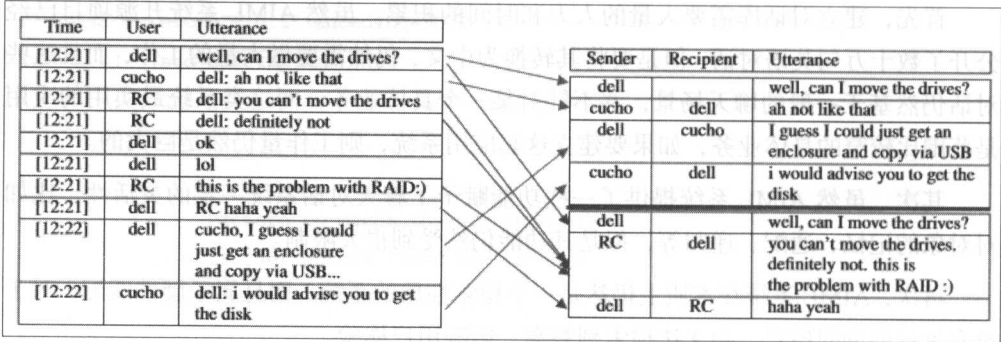 Time User Utterance
[12:21] dell well, can I move the drives?
[12:21] cucho dell: ah not like that
[12:21] RC dell: you can't move the drives
[12:21] RC dell: definitely not
[12:21] dell ok
[12:21] dell lol
[12:21] RC this is the problem with RAID:)
[12:21] dell RC haha yeah
[12:22] dell cucho, I guess I could
just get an enclosure
and copy via USB...
[12:22] cucho dell: i would advise you to get
the disk
Sender Recipient Utterance
dell well, can I move the drives?
cucho dell ah not like that
dell cucho I guess I could just get an
enclosure and copy via USB
cucho dell i would advise you to get the
disk
dell well, can I move the drives?
RC dell you can't move the drives.
definitely not. this is
the problem with RAID :)
dell RC haha yeah